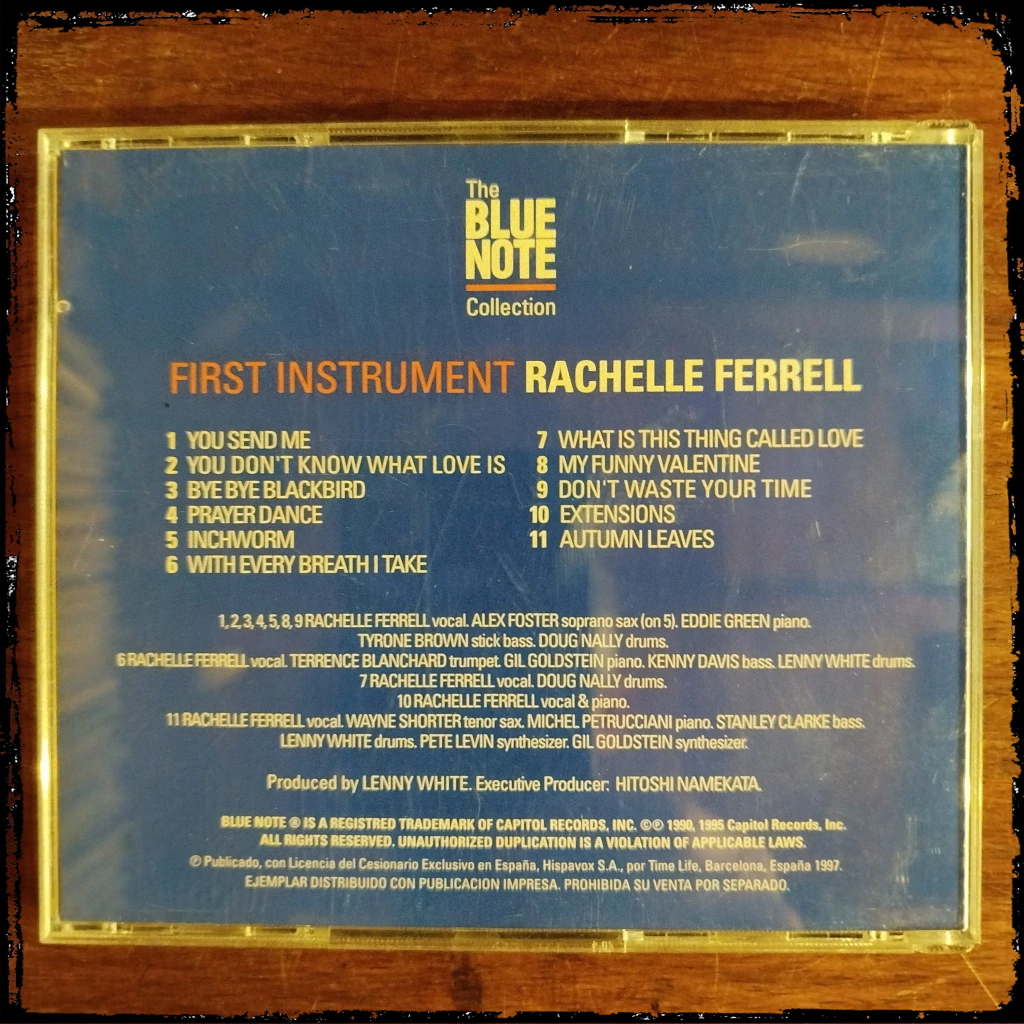 The
BLUE
NOTE
Collection
FIRST INSTRUMENT RACHELLE FERRELL
1 YOU SEND ME
2 YOU DON'T KNOW WHAT LOVE IS
3 BYE BYE BLACKBIRD
4 PRAYER DANCE
5 INCHWORM
6 WITH EVERY BREATH I TAKE
7 WHAT IS THIS THING CALLED LOVE
8 MY FUNNY VALENTINE
9 DON'T WASTE YOUR TIME
10 EXTENSIONS
11 AUTUMN LEAVES
1, 2, 3, 4, 5, 8, 9 RACHELLE FERRELL vocal. ALEX FOSTER soprano sax (on 5). EDDIE GREEN piano.
TYRONE BROWN stick bass. DOUG NALLY drums.
6 RACHELLE FERRELL vocal. TERRENCE BLANCHARD trumpet. GIL GOLDSTEIN piano. KENNY DAVIS bass. LENNY WHITE drums.
7 RACHELLE FERRELL vocal. DOUG NALLY drums.
10 RACHELLE FERRELL vocal & piano.
11 RACHELLE FERRELL vocal. WAYNE SHORTER tenor sax. MICHEL PETRUCCIANI piano. STANLEY CLARKE bass.
LENNY WHITE drums. PETE LEVIN synthesizer. GIL GOLDSTEIN synthesizer.
Produced by LENNY WHITE. Executive Producer: HITOSHI NAMEKATA.
BLUE NOTE ® IS A REGISTRED TRADEMARK OF CAPITOL RECORDS, INC. ©℗ 1990, 1995 Capitol Records, Inc.
ALL RIGHTS RESERVED. UNAUTHORIZED DUPLICATION IS A VIOLATION OF APPLICABLE LAWS.
℗ Publicado, con Licencia del Cesionario Exclusivo en España, Hispavox S.A., por Time Life, Barcelona, España 1997.
EJEMPLAR DISTRIBUIDO CON PUBLICACION IMPRESA. PROHIBIDA SU VENTA POR SEPARADO.